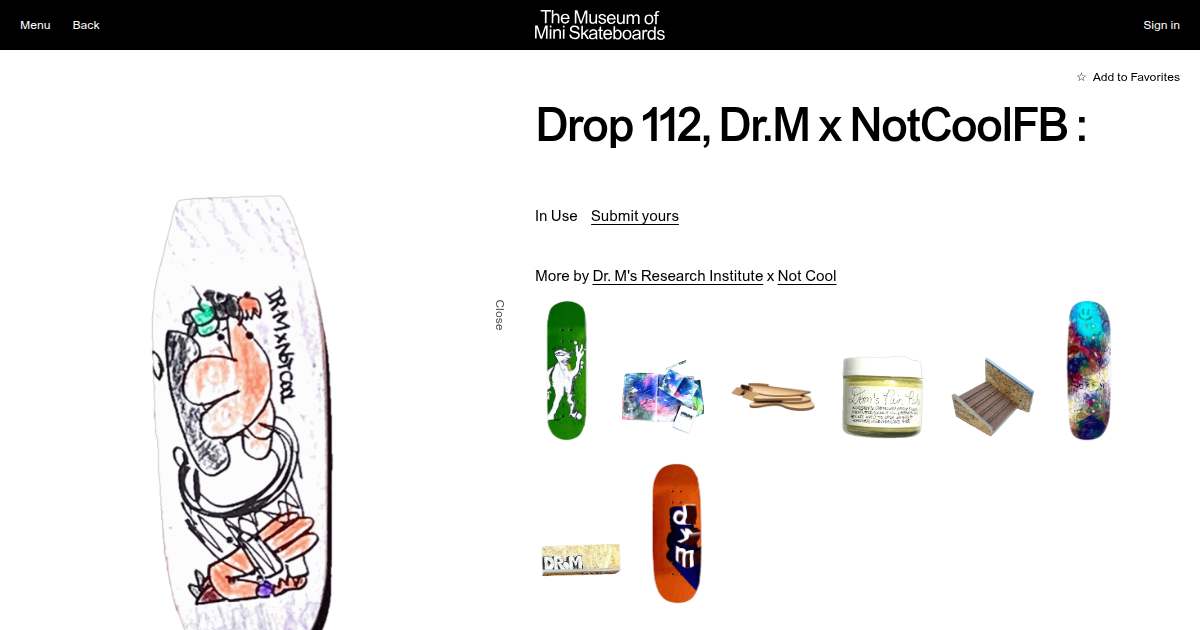 Menu
Back
The Museum of
Mini Skateboards
Sign in
☆ Add to Favorites
Drop 112, Dr.M x NotCoolFB :
In Use Submit yours
More by Dr. M's Research Institute x Not Cool
Close
DR.M x NOT COOL
DR.M
drm